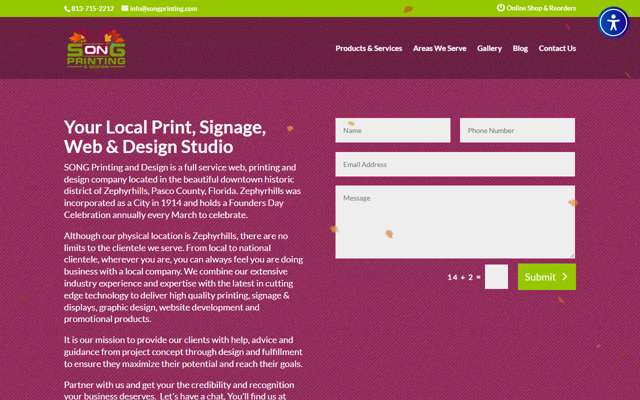 813-715-2212 info@songprinting.com Online Shop & Reorders
SONG
PRINTING
& DESIGN
Products & Services Areas We Serve Gallery Blog Contact Us
Your Local Print, Signage,
Web & Design Studio
SONG Printing and Design is a full service web, printing and
design company located in the beautiful downtown historic
district of Zephyrhills, Pasco County, Florida. Zephyrhills was
incorporated as a City in 1914 and holds a Founders Day
Celebration annually every March to celebrate.
Although our physical location is Zephyrhills, there are no
limits to the clientele we serve. From local to national
clientele, wherever you are, you can always feel you are doing
business with a local company. We combine our extensive
industry experience and expertise with the latest in cutting
edge technology to deliver high quality printing, signage &
displays, graphic design, website development and
promotional products.
It is our mission to provide our clients with help, advice and
guidance from project concept through design and fulfillment
to ensure they maximize their potential and reach their goals.
Partner with us and get your the credibility and recognition
your business deserves. Let's have a chat. You'll find us at
Name Phone Number
Email Address
Message
14 + 2 = Submit